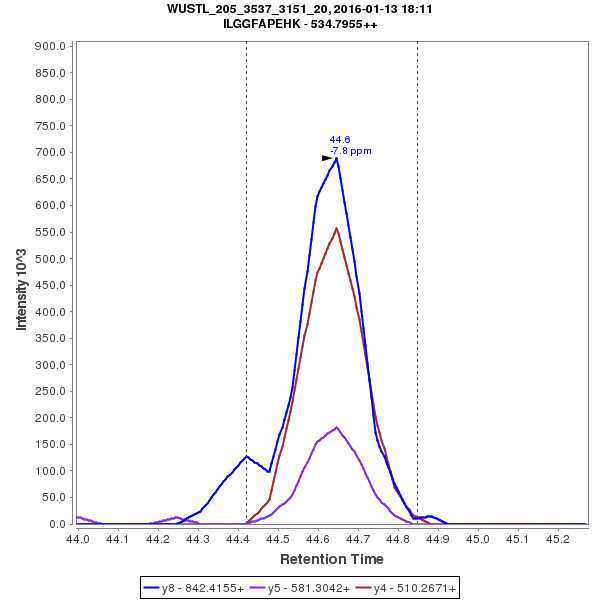 WUSTL_205_3537_3151_20, 2016-01-13 18:11
ILGGFAPEHK - 534.7955++
900.0
850.0
800.0
750.0
700.0
650.0
600.0
550.0
500.0
450.0
400.0
350.0
300.0
250.0
200.0
150.0
100.0
50.0
0.0
Intensity 10^3
44.6
-7.8 ppm
44.0 44.1 44.2 44.3 44.4 44.5 44.6 44.7 44.8 44.9 45.0 45.1 45.2
Retention Time
y8 - 842.4155+ y5 - 581.3042+ y4 - 510.2671+